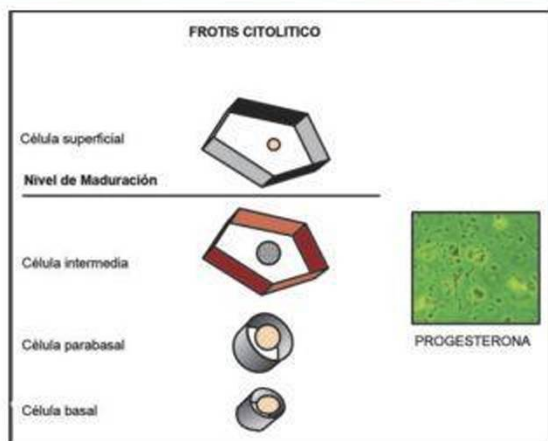 FROTIS CITOLITICO
Célula superficial
Nivel de Maduración
Célula intermedia
PROGESTERONA
Célula parabasal
Célula basal